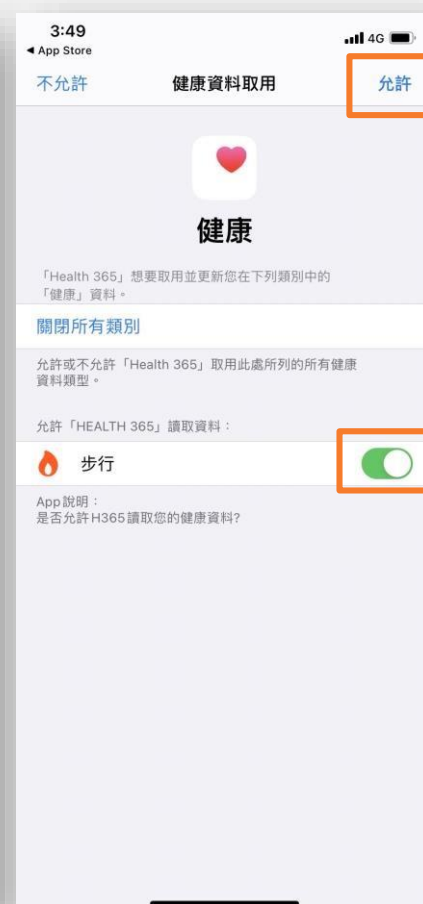 3:49
4G
◀ App Store
不允許
健康資料取用
允許
健康
「Health 365」想要取用並更新您在下列類別中的
「健康」資料。
關閉所有類別
允許或不允許「Health 365」取用此處所列的所有健康
資料類型。
允許「HEALTH 365」讀取資料：
步行
App說明：
是否允許H365讀取您的健康資料?